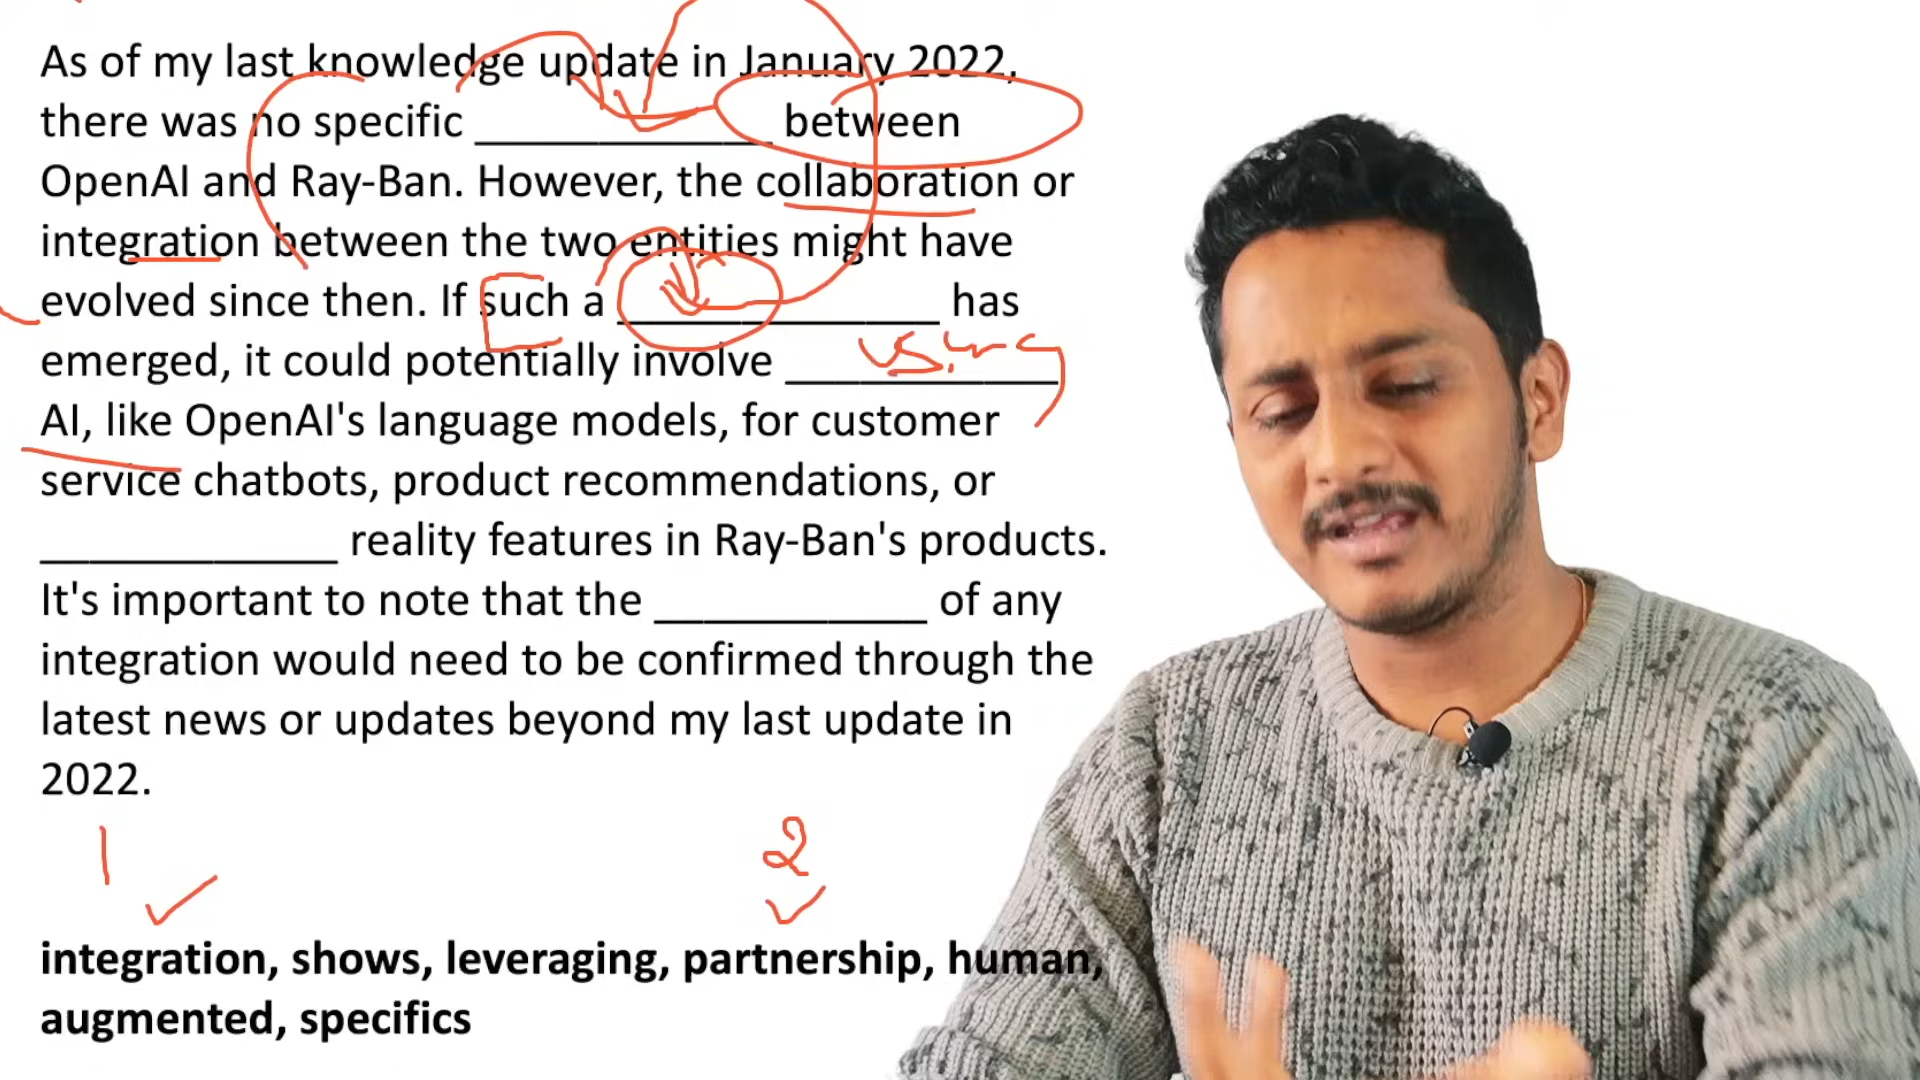 As of my last knowledge update in January 2022,
there was no specific ____________ between
OpenAI and Ray-Ban. However, the collaboration or
integration between the two entities might have
evolved since then. If such a _____________ has
emerged, it could potentially involve ___________
using
AI, like OpenAI's language models, for customer
service chatbots, product recommendations, or
____________ reality features in Ray-Ban's products.
It's important to note that the ___________ of any
integration would need to be confirmed through the
latest news or updates beyond my last update in
2022.
1 2
integration, shows, leveraging, partnership, human,
augmented, specifics